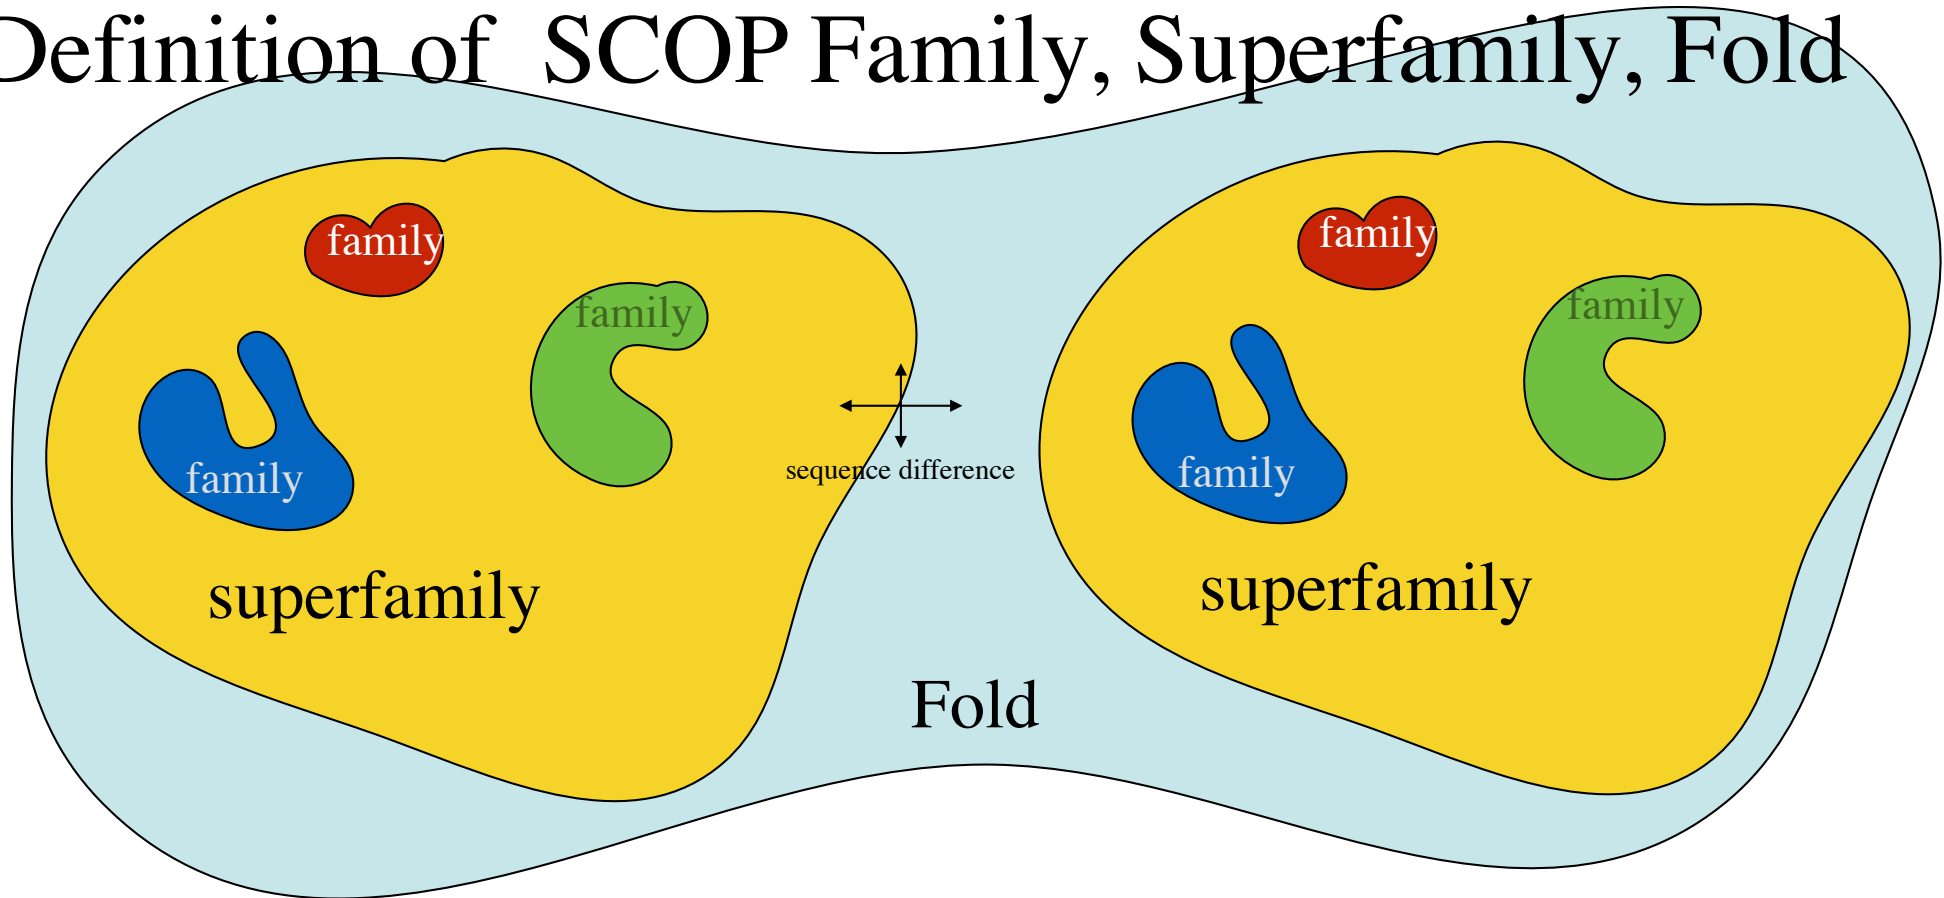 Definition of SCOP Family, Superfamily, Fold
family
family
family
family
family
family
sequence difference
superfamily
superfamily
Fold